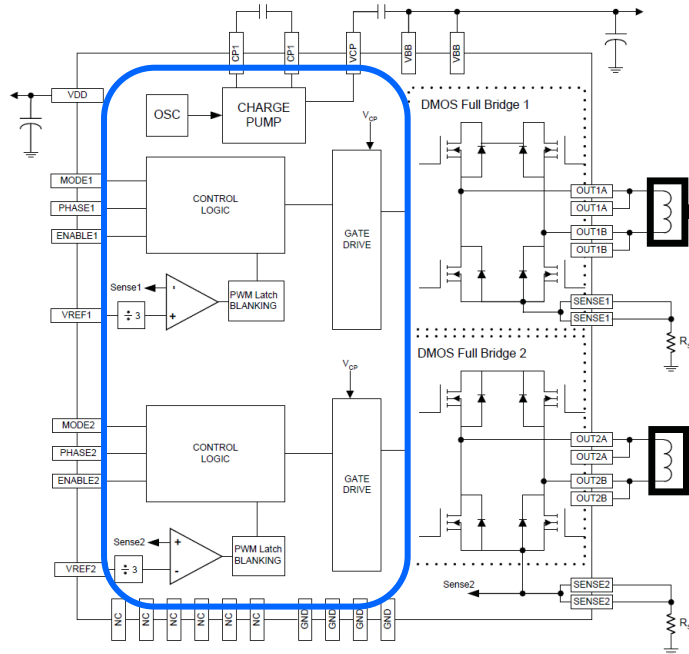 CP1
CP1
VCP
VBB
VBB
VDD
OSC
CHARGE
PUMP
DMOS Full Bridge 1
VCP
MODE1
PHASE1
ENABLE1
CONTROL
LOGIC
GATE
DRIVE
OUT1A
OUT1A
OUT1B
OUT1B
Sense1
-
+
PWM Latch
BLANKING
VREF1
÷ 3
SENSE1
SENSE1
DMOS Full Bridge 2
VCP
MODE2
PHASE2
ENABLE2
CONTROL
LOGIC
GATE
DRIVE
OUT2A
OUT2A
OUT2B
OUT2B
Sense2
+
-
PWM Latch
BLANKING
VREF2
÷ 3
Sense2
SENSE2
SENSE2
NC
NC
NC
NC
NC
NC
GND
GND
GND
GND